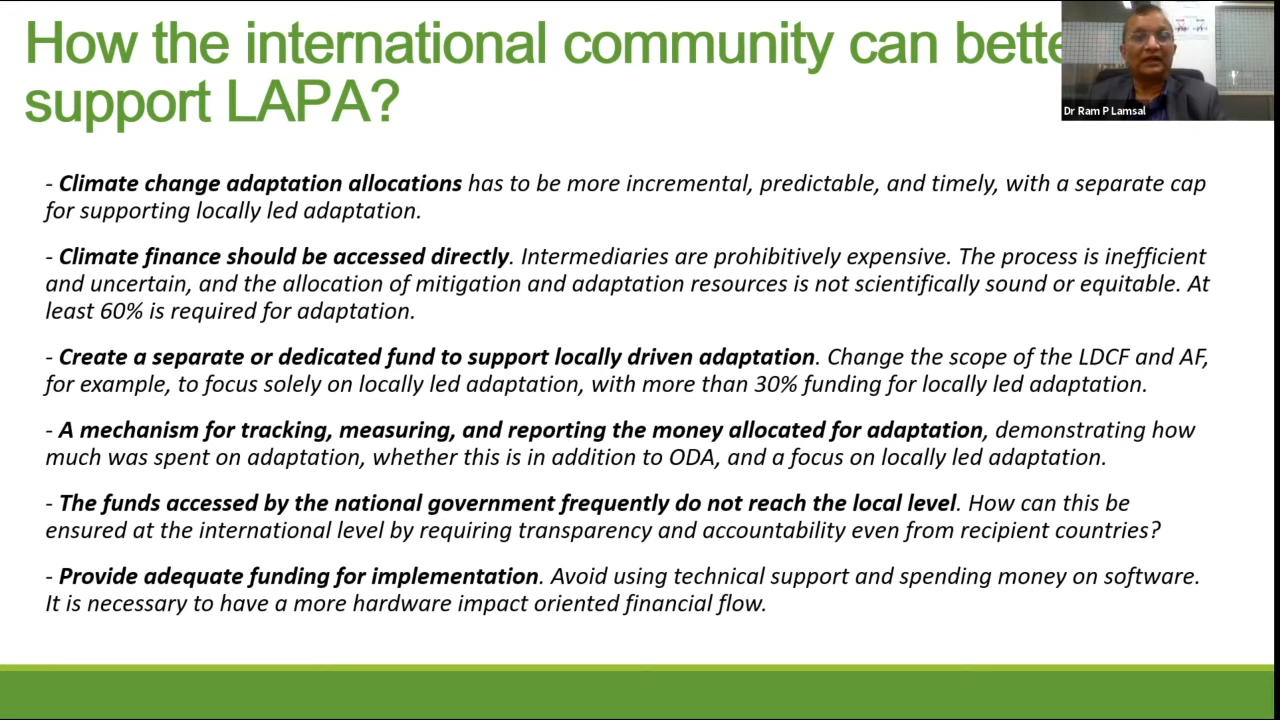 How the international community can bette
support LAPA?
Dr Ram P Lamsal
- Climate change adaptation allocations has to be more incremental, predictable, and timely, with a separate cap
for supporting locally led adaptation.
- Climate finance should be accessed directly. Intermediaries are prohibitively expensive. The process is inefficient
and uncertain, and the allocation of mitigation and adaptation resources is not scientifically sound or equitable. At
least 60% is required for adaptation.
- Create a separate or dedicated fund to support locally driven adaptation. Change the scope of the LDCF and AF,
for example, to focus solely on locally led adaptation, with more than 30% funding for locally led adaptation.
- A mechanism for tracking, measuring, and reporting the money allocated for adaptation, demonstrating how
much was spent on adaptation, whether this is in addition to ODA, and a focus on locally led adaptation.
- The funds accessed by the national government frequently do not reach the local level. How can this be
ensured at the international level by requiring transparency and accountability even from recipient countries?
- Provide adequate funding for implementation. Avoid using technical support and spending money on software.
It is necessary to have a more hardware impact oriented financial flow.